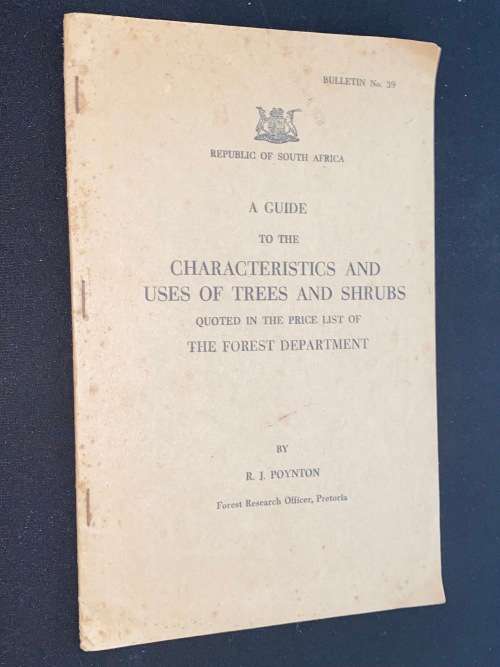 BULLETIN No. 39
REPUBLIC OF SOUTH AFRICA
A GUIDE
TO THE
CHARACTERISTICS AND
USES OF TREES AND SHRUBS
QUOTED IN THE PRICE LIST OF
THE FOREST DEPARTMENT
BY
R. J. POYNTON
Forest Research Officer, Pretoria